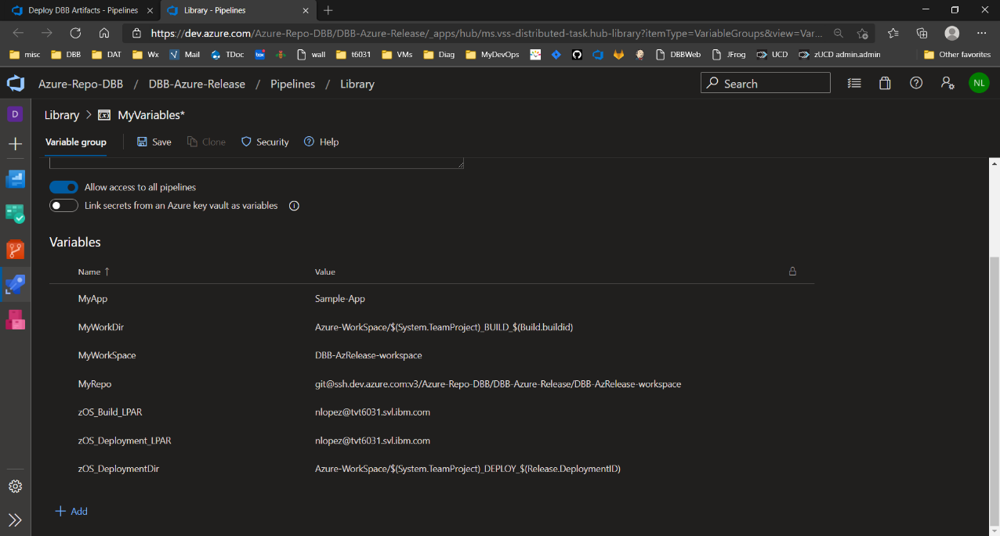 Deploy DBB Artifacts - Pipelines
Library - Pipelines
https://dev.azure.com/Azure-Repo-DBB/DBB-Azure-Release/_apps/hub/ms.vss-distributed-task.hub-library?itemType=VariableGroups&view=Var...
misc DBB DAT Wx Mail TDoc box wall t6031 VMs Diag MyDevOps DBBWeb JFrog UCD zUCD admin.admin Other favorites
Azure-Repo-DBB / DBB-Azure-Release / Pipelines / Library
Search
NL
D
Library > (x) MyVariables*
Variable group Save Clone Security Help
Allow access to all pipelines
Link secrets from an Azure key vault as variables
Variables
Name ↑ Value
MyApp Sample-App
MyWorkDir Azure-WorkSpace/$(System.TeamProject)_BUILD_$(Build.buildid)
MyWorkSpace DBB-AzRelease-workspace
MyRepo git@ssh.dev.azure.com:v3/Azure-Repo-DBB/DBB-Azure-Release/DBB-AzRelease-workspace
zOS_Build_LPAR nlopez@tvt6031.svl.ibm.com
zOS_Deployment_LPAR nlopez@tvt6031.svl.ibm.com
zOS_DeploymentDir Azure-WorkSpace/$(System.TeamProject)_DEPLOY_$(Release.DeploymentID)
+ Add